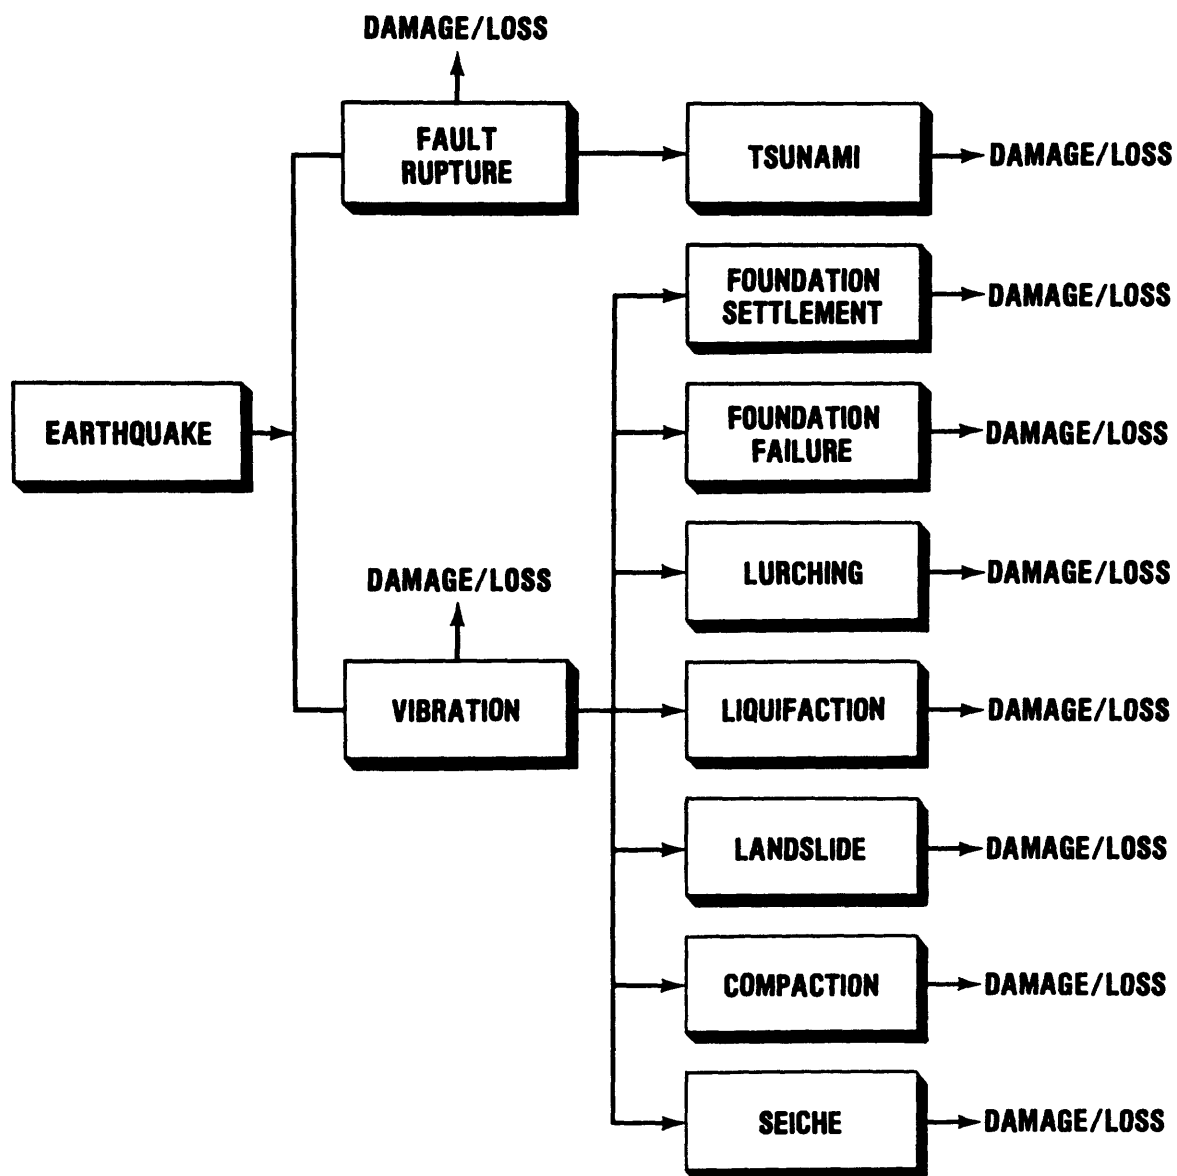 DAMAGE/LOSS
FAULT
RUPTURE
TSUNAMI
DAMAGE/LOSS
FOUNDATION
SETTLEMENT
DAMAGE/LOSS
EARTHQUAKE
FOUNDATION
FAILURE
DAMAGE/LOSS
DAMAGE/LOSS
LURCHING
DAMAGE/LOSS
VIBRATION
LIQUIFACTION
DAMAGE/LOSS
LANDSLIDE
DAMAGE/LOSS
COMPACTION
DAMAGE/LOSS
SEICHE
DAMAGE/LOSS